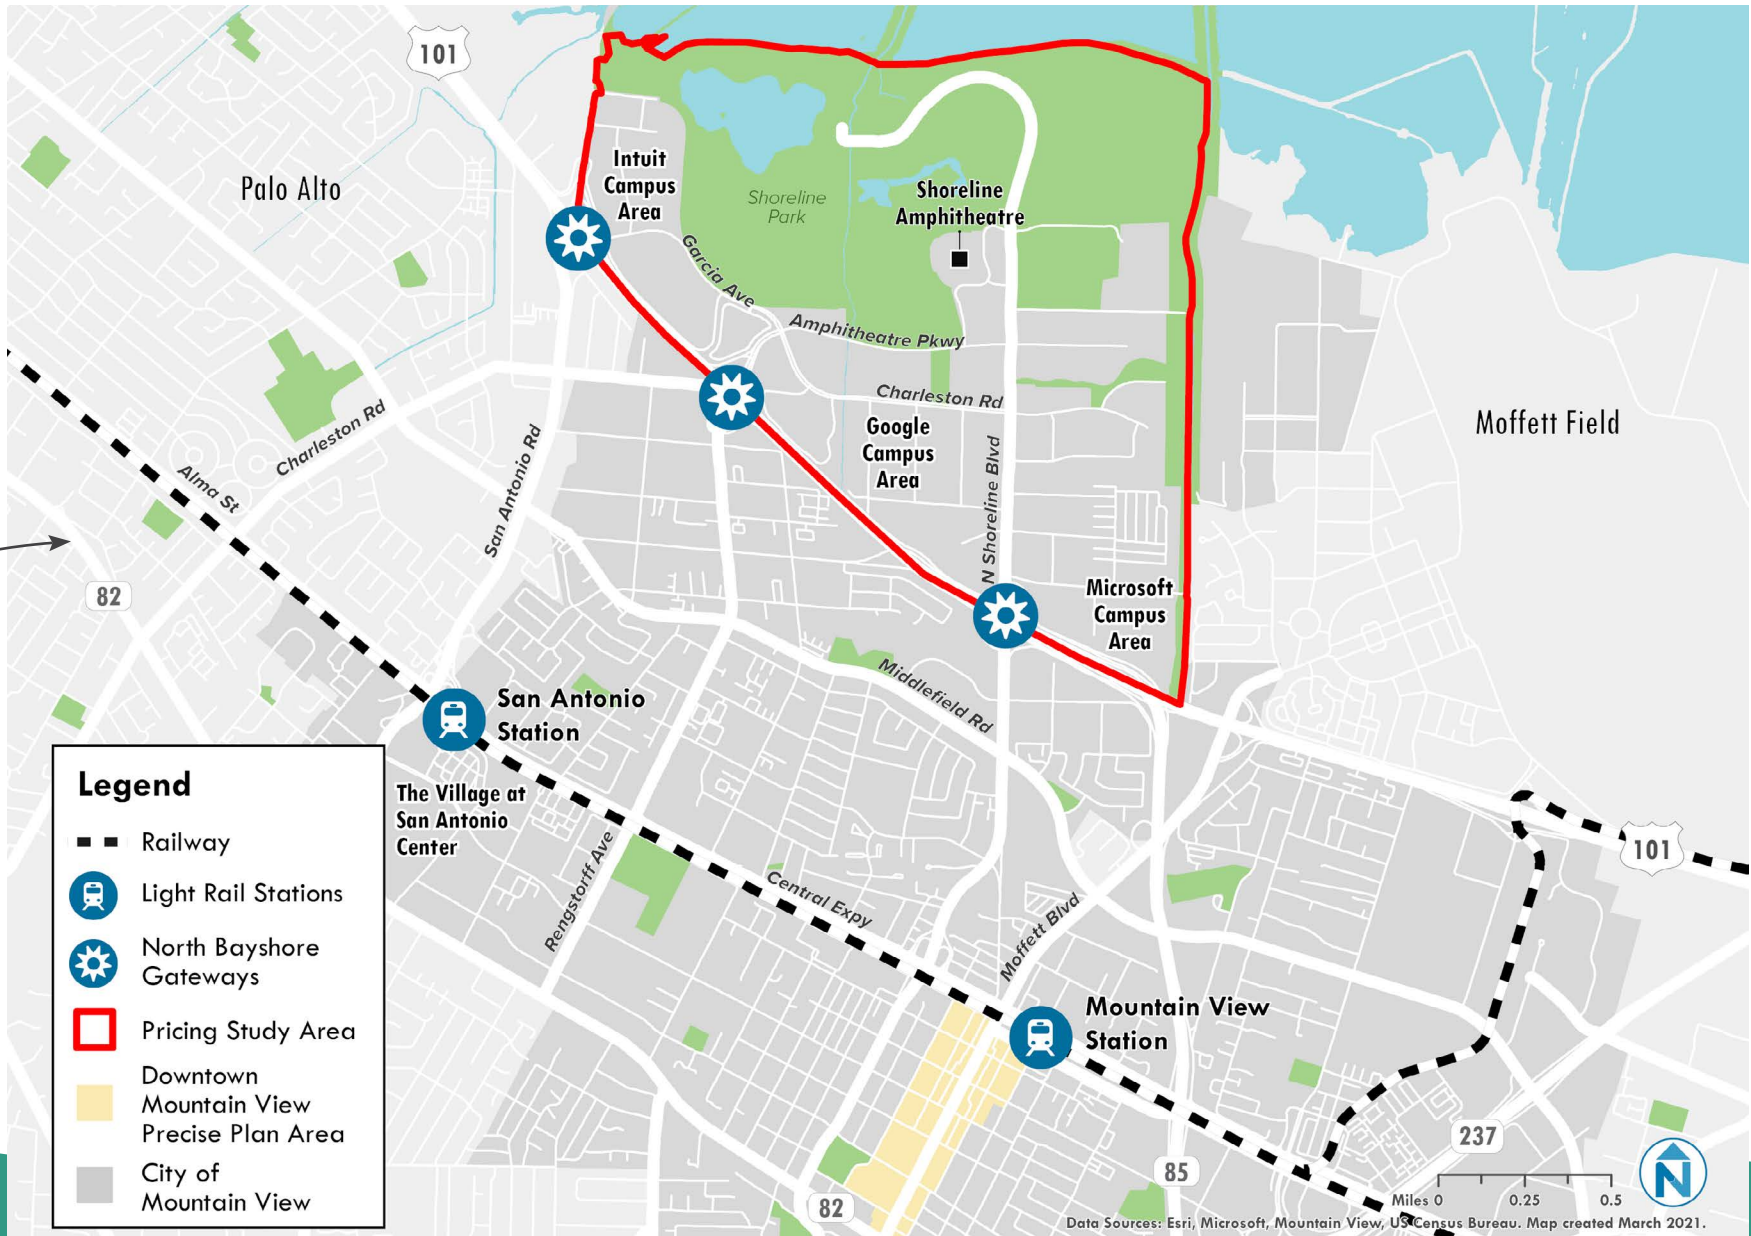 101
Palo Alto
Intuit
Campus
Area
Shoreline
Park
Shoreline
Amphitheatre
Garcia Ave
Amphitheatre Pkwy
Charleston Rd
Google
Campus
Area
Moffett Field
Charleston Rd
San Antonio Rd
N Shoreline Blvd
Alma St
82
Microsoft
Campus
Area
Middlefield Rd
San Antonio
Station
The Village at
San Antonio
Center
Rengstorff Ave
Central Expy
Moffett Blvd
101
Mountain View
Station
237
85
82
Legend
Railway
Light Rail Stations
North Bayshore
Gateways
Pricing Study Area
Downtown
Mountain View
Precise Plan Area
City of
Mountain View
N
Miles 0 0.25 0.5
Data Sources: Esri, Microsoft, Mountain View, US Census Bureau. Map created March 2021.